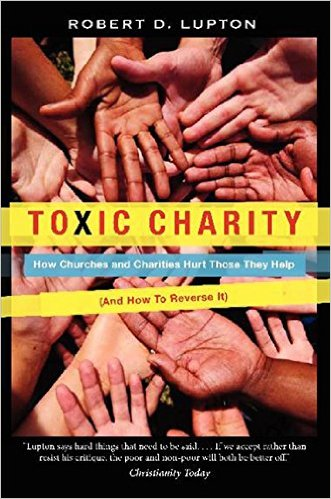 ROBERT D. LUPTON
TOXIC CHARITY
How Churches and Charities Hurt Those They Help
(And How To Reverse It)
"Lupton says hard things that need to be said. . . . If we accept rather than
resist his critique, the poor and non-poor will both be better off."
Christianity Today